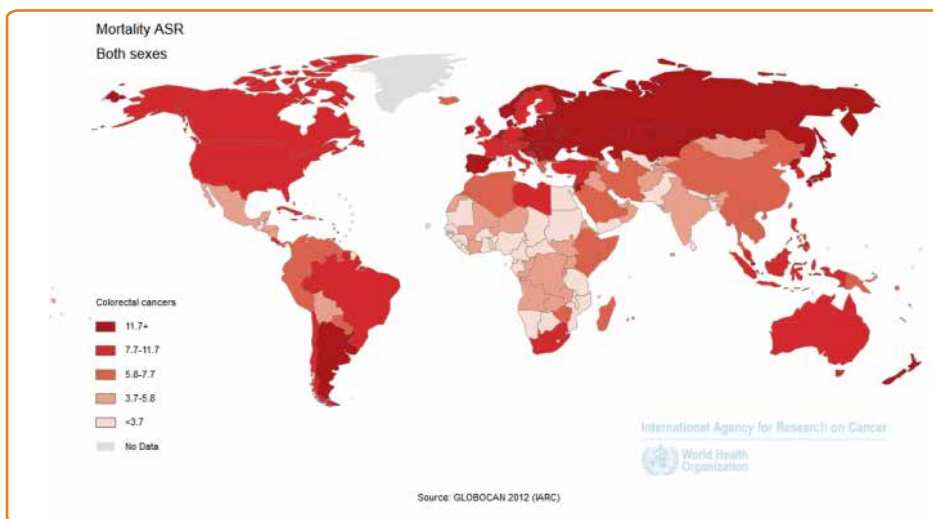 Mortality ASR
Both sexes
Colorectal cancers
11.7+
7.7-11.7
5.8-7.7
3.7-5.8
<3.7
No Data
International Agency for Research on Cancer
World Health
Organization
Source: GLOBOCAN 2012 (IARC)